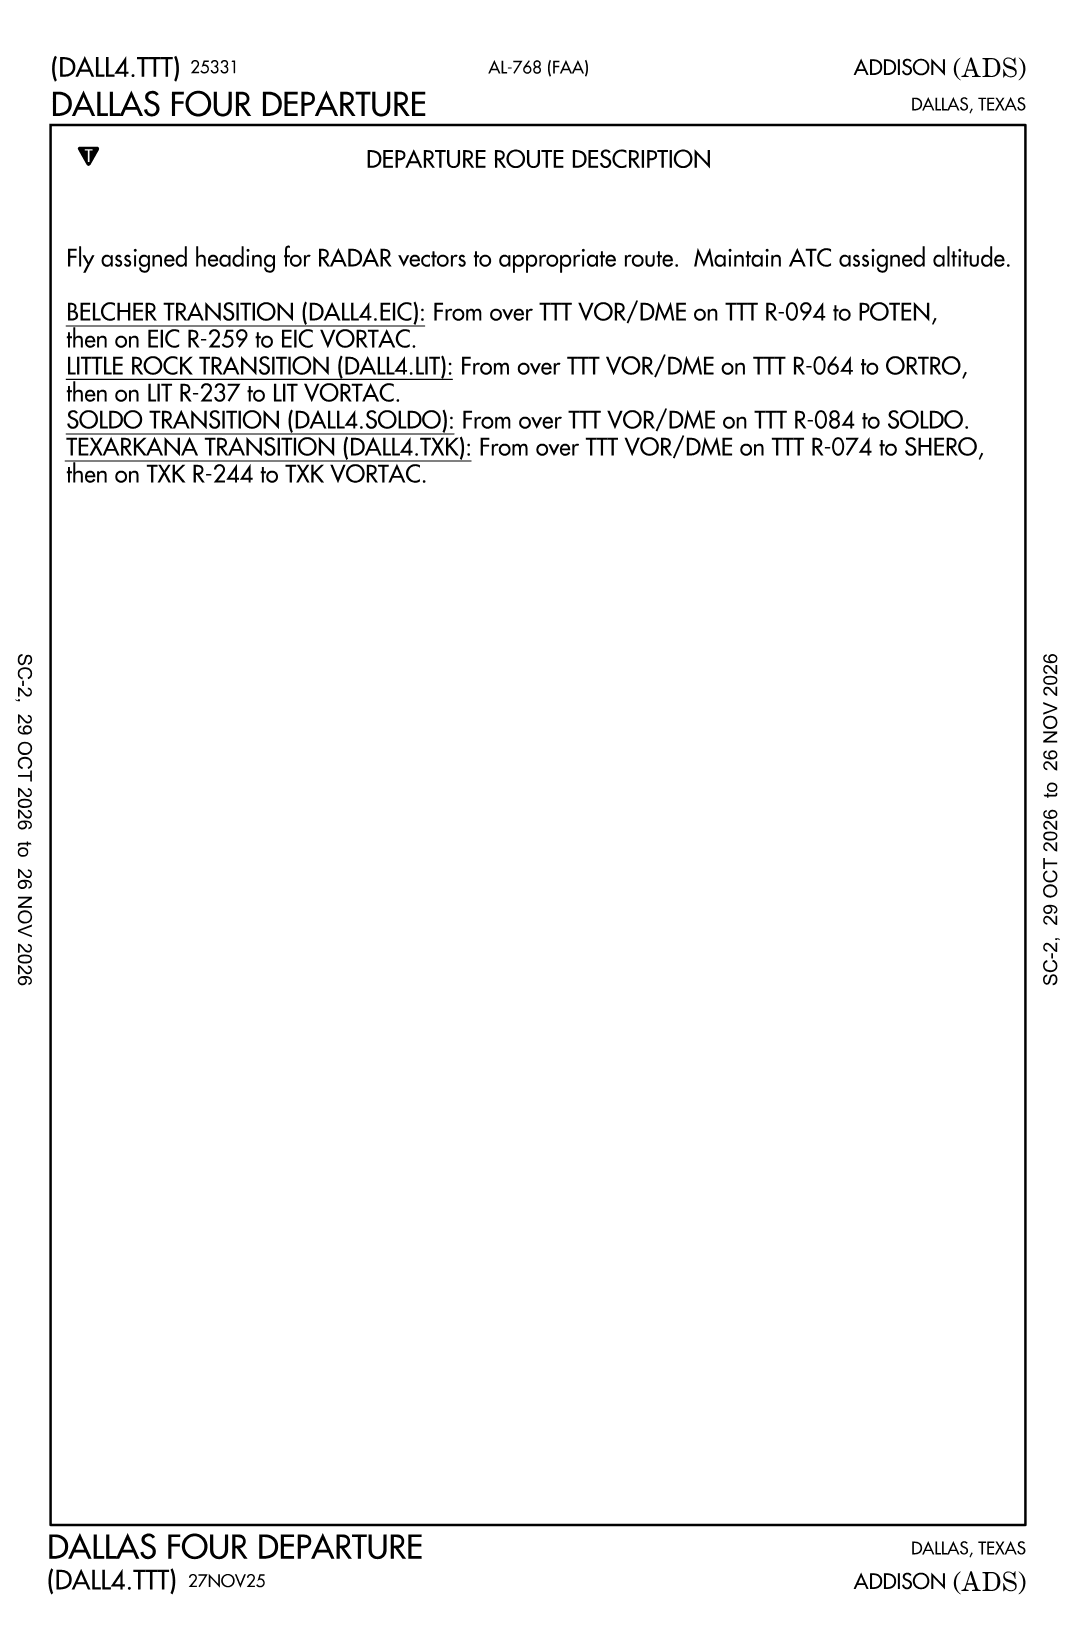 (DALL4.TTT) 25331 AL-768 (FAA) ADDISON (ADS)
DALLAS FOUR DEPARTURE DALLAS, TEXAS
T DEPARTURE ROUTE DESCRIPTION
Fly assigned heading for RADAR vectors to appropriate route. Maintain ATC assigned altitude.
BELCHER TRANSITION (DALL4.EIC): From over TTT VOR/DME on TTT R-094 to POTEN,
then on EIC R-259 to EIC VORTAC.
LITTLE ROCK TRANSITION (DALL4.LIT): From over TTT VOR/DME on TTT R-064 to ORTRO,
then on LIT R-237 to LIT VORTAC.
SOLDO TRANSITION (DALL4.SOLDO): From over TTT VOR/DME on TTT R-084 to SOLDO.
TEXARKANA TRANSITION (DALL4.TXK): From over TTT VOR/DME on TTT R-074 to SHERO,
then on TXK R-244 to TXK VORTAC.
SC-2, 29 OCT 2026 to 26 NOV 2026
SC-2, 29 OCT 2026 to 26 NOV 2026
DALLAS FOUR DEPARTURE DALLAS, TEXAS
(DALL4.TTT) 27NOV25 ADDISON (ADS)